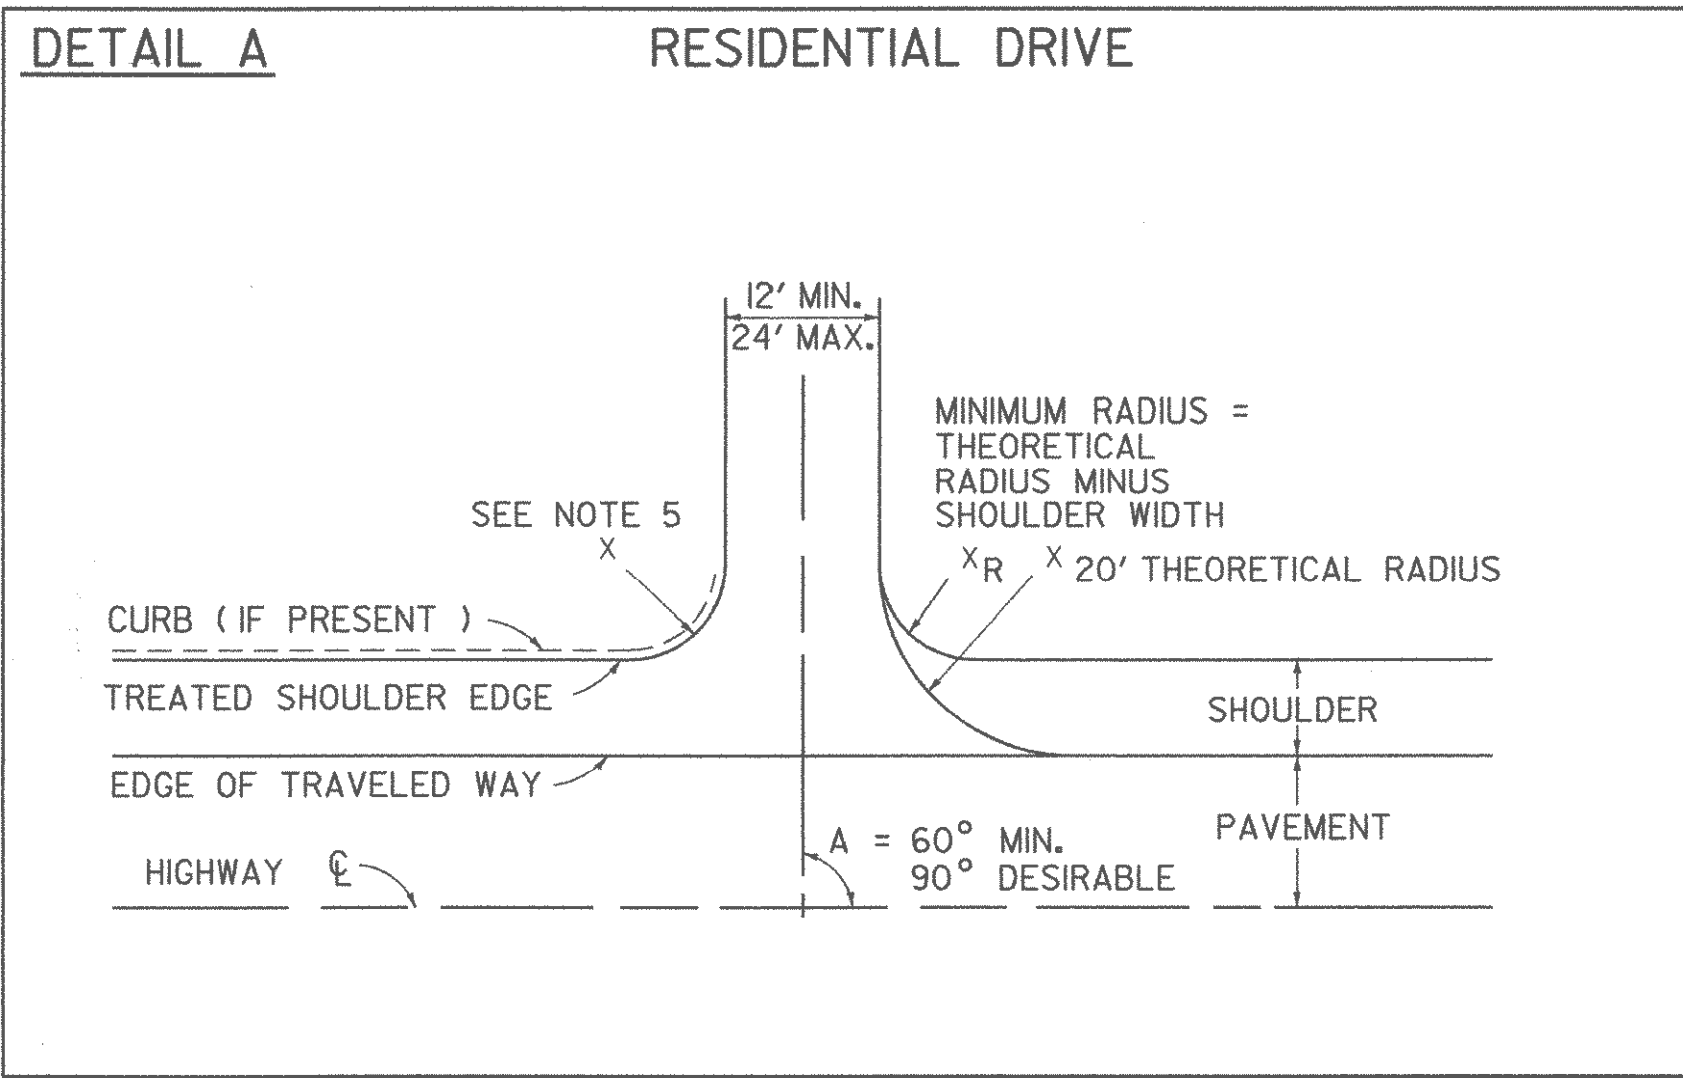 DETAIL A
RESIDENTIAL DRIVE
12' MIN.
24' MAX.
MINIMUM RADIUS =
THEORETICAL
RADIUS MINUS
SHOULDER WIDTH
SEE NOTE 5
X
X R
X 20' THEORETICAL RADIUS
CURB ( IF PRESENT )
TREATED SHOULDER EDGE
SHOULDER
EDGE OF TRAVELED WAY
PAVEMENT
A = 60° MIN.
90° DESIRABLE
HIGHWAY ℄